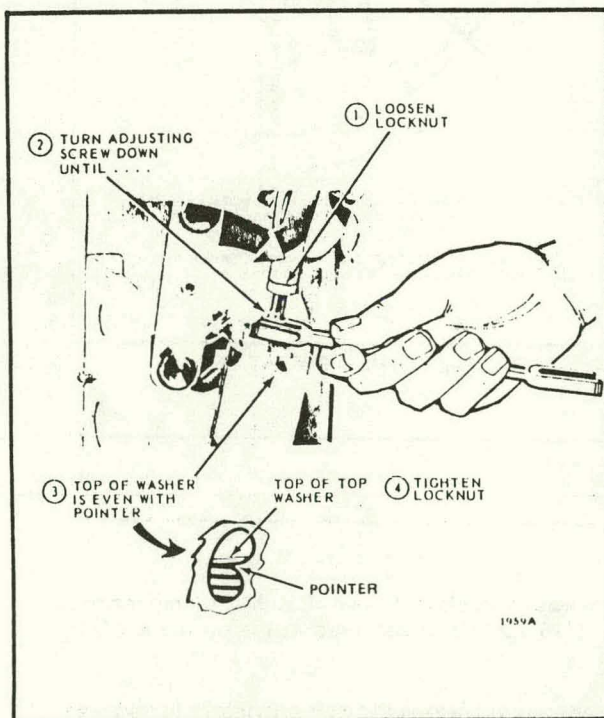 ① LOOSEN
LOCKNUT
② TURN ADJUSTING
SCREW DOWN
UNTIL . . . . .
③ TOP OF WASHER
IS EVEN WITH
POINTER
TOP OF TOP
WASHER
④ TIGHTEN
LOCKNUT
POINTER
1959A